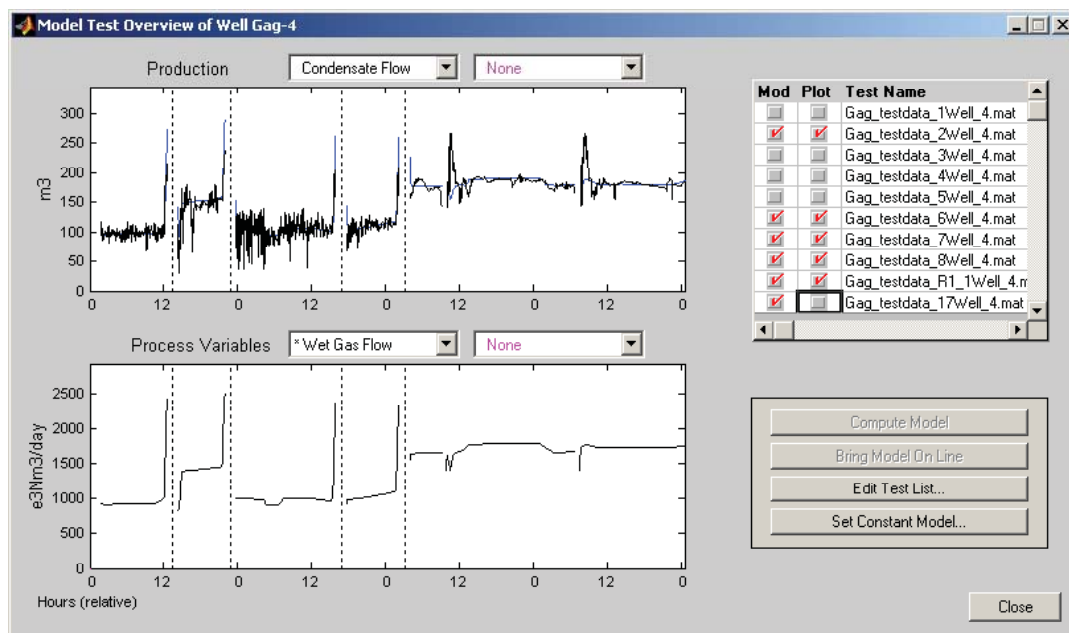 Model Test Overview of Well Gag-4
Production
Condensate Flow
None
300
250
200
150
100
50
0
m3
0 12 0 12 0 12 0 12 0
Process Variables
* Wet Gas Flow
None
2500
2000
1500
1000
500
0
e3Nm3/day
0 12 0 12 0 12 0 12 0
Hours (relative)
Mod Plot Test Name
Gag_testdata_1Well_4.mat
Gag_testdata_2Well_4.mat
Gag_testdata_3Well_4.mat
Gag_testdata_4Well_4.mat
Gag_testdata_5Well_4.mat
Gag_testdata_6Well_4.mat
Gag_testdata_7Well_4.mat
Gag_testdata_8Well_4.mat
Gag_testdata_R1_1Well_4.m
Gag_testdata_17Well_4.mat
Compute Model
Bring Model On Line
Edit Test List...
Set Constant Model...
Close